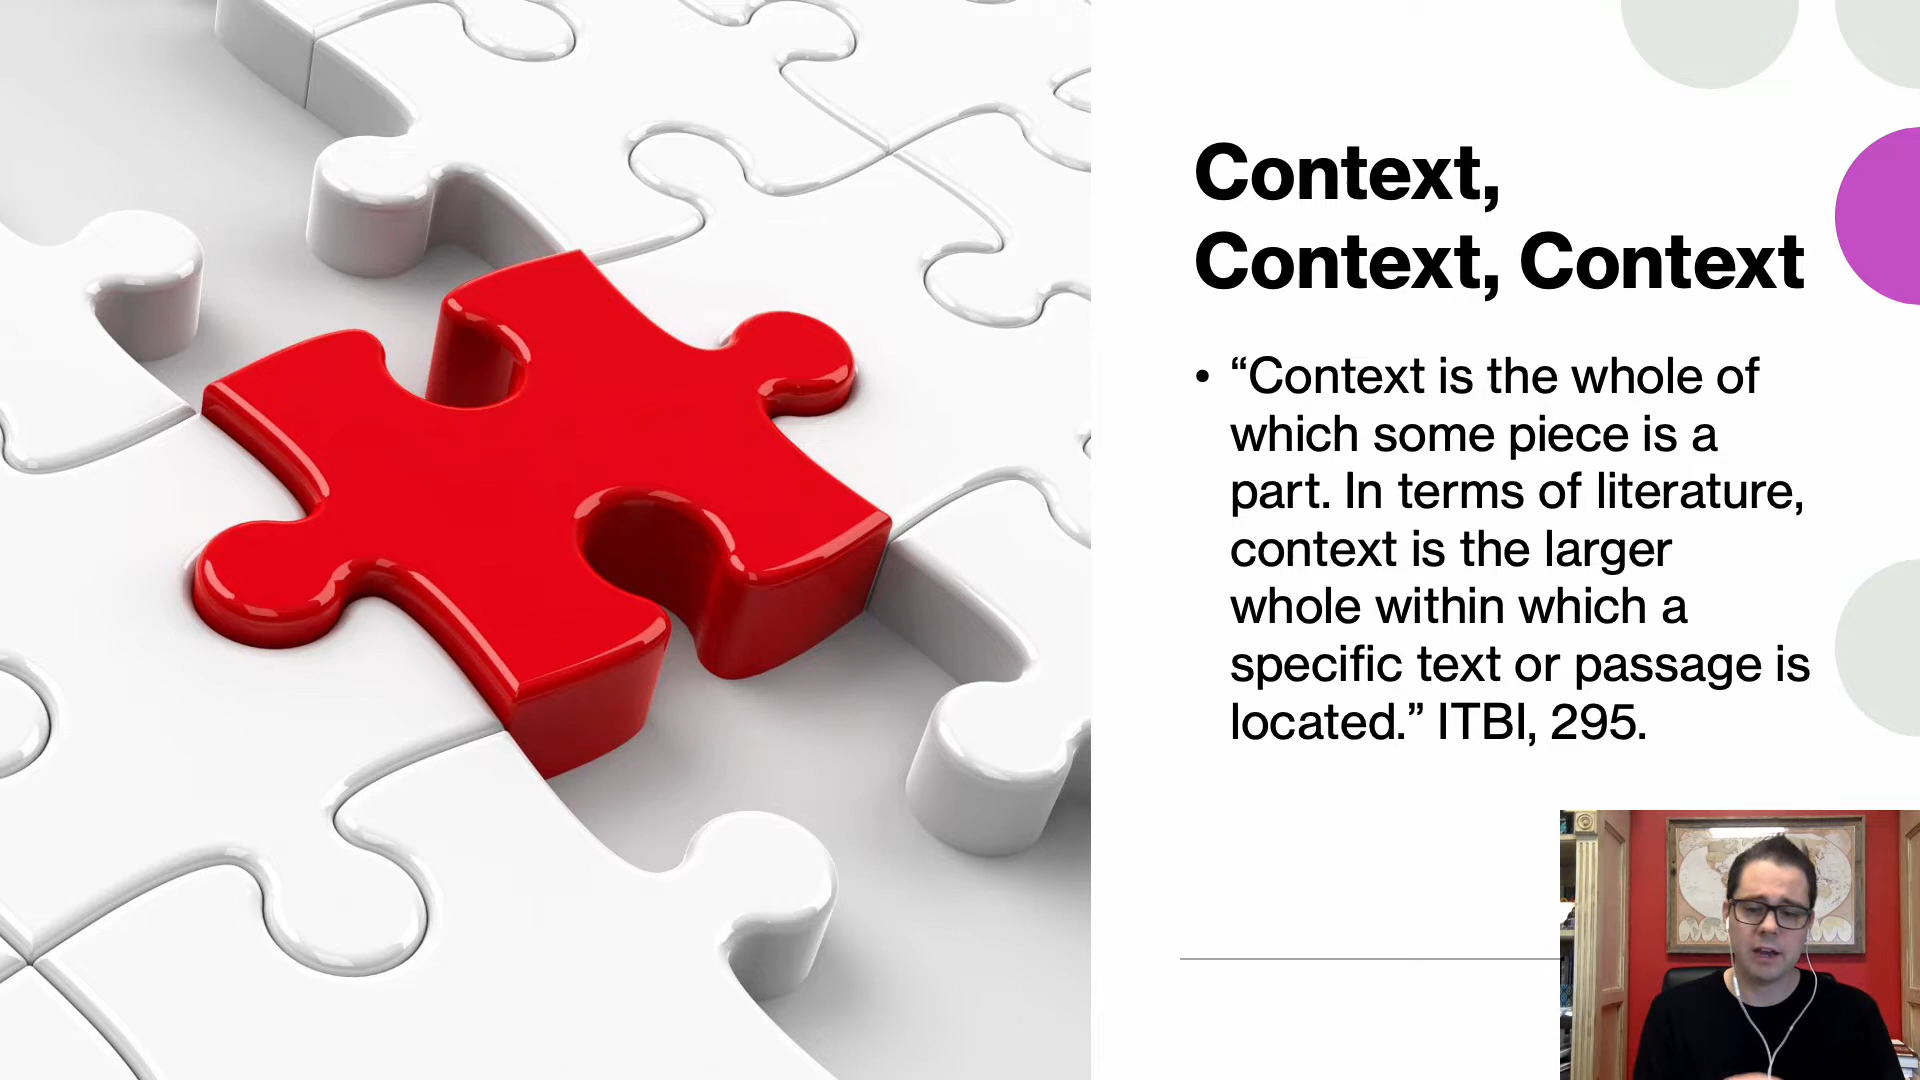 Context,
Context, Context
• “Context is the whole of
which some piece is a
part. In terms of literature,
context is the larger
whole within which a
specific text or passage is
located.” ITBI, 295.